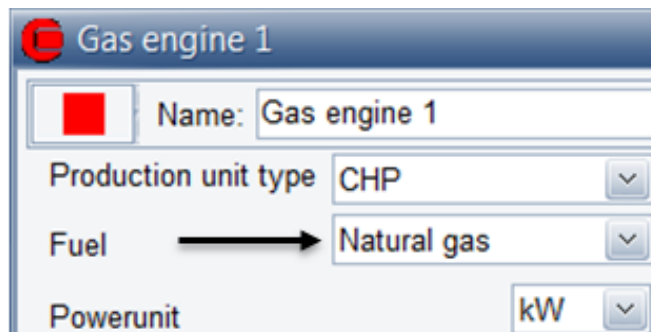 Gas engine 1
Name: Gas engine 1
Production unit type CHP
Fuel Natural gas
Powerunit kW